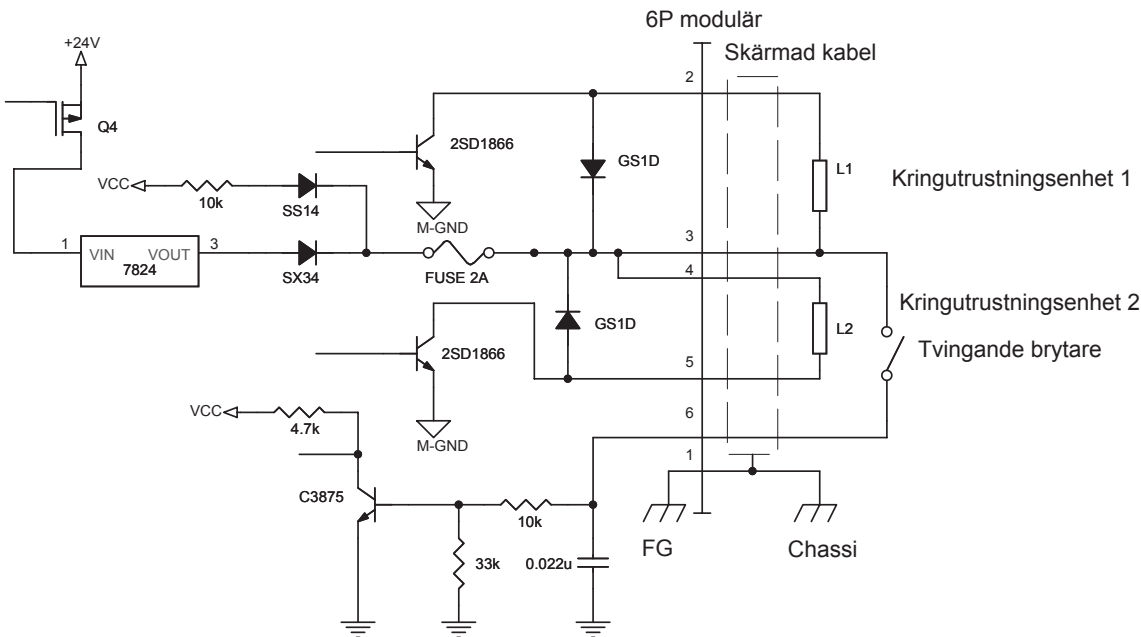 6P modulär
Skärmad kabel
+24V
2
Q4
2SD1866
GS1D
L1
Kringutrustningsenhet 1
VCC
10k
SS14
M-GND
1
VIN
VOUT
3
7824
SX34
FUSE 2A
3
4
Kringutrustningsenhet 2
GS1D
L2
2SD1866
Tvingande brytare
5
VCC
4.7k
M-GND
6
1
C3875
10k
FG
Chassi
33k
0.022u